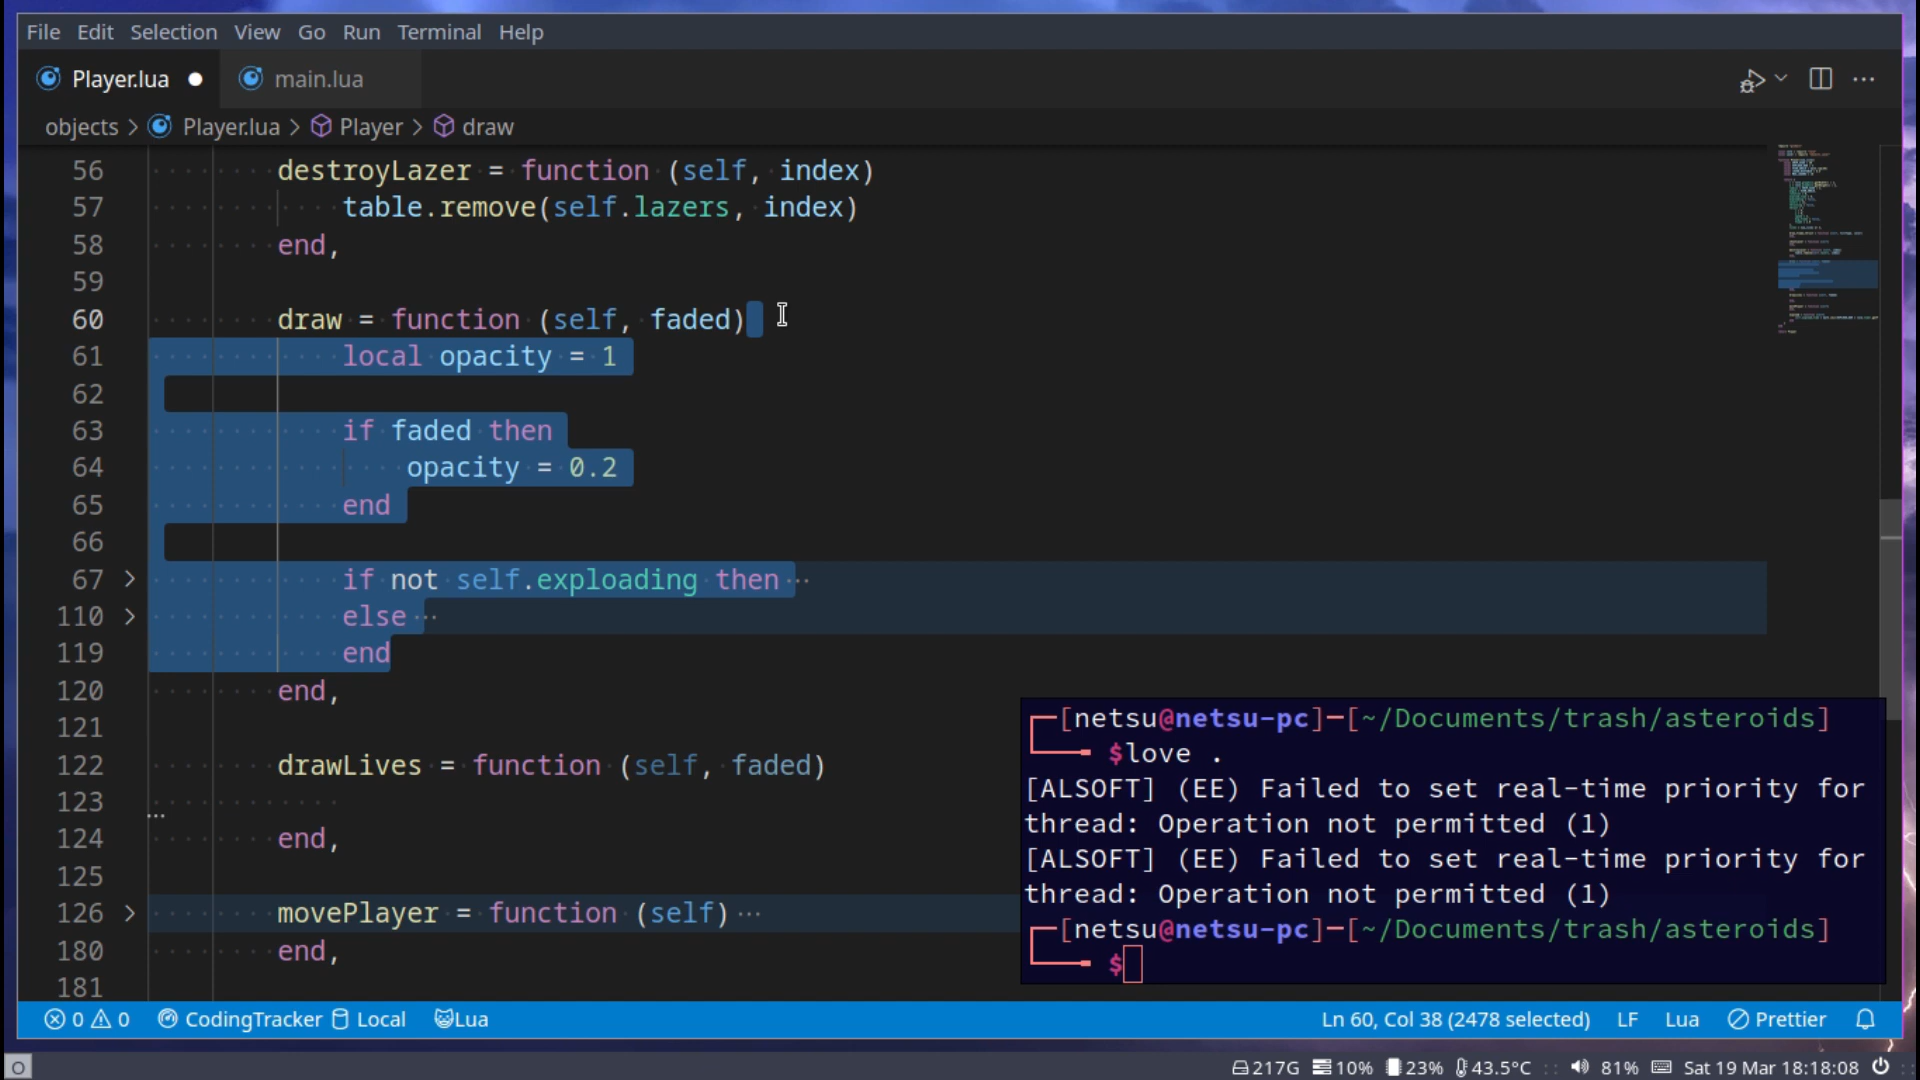 File Edit Selection View Go Run Terminal Help
Player.lua ● main.lua
objects > Player.lua > Player > draw
56 destroyLazer = function (self, index)
57 table.remove(self.lazers, index)
58 end,
59
60 draw = function (self, faded)
61 local opacity = 1
62
63 if faded then
64 opacity = 0.2
65 end
66
67 > if not self.exploading then ···
110 > else ···
119 end
120 end,
121
122 drawLives = function (self, faded)
123
124 end,
125
126 > movePlayer = function (self) ···
180 end,
181
[netsu@netsu-pc]─[~/Documents/trash/asteroids]
$love .
[ALSOFT] (EE) Failed to set real-time priority for
thread: Operation not permitted (1)
[ALSOFT] (EE) Failed to set real-time priority for
thread: Operation not permitted (1)
[netsu@netsu-pc]─[~/Documents/trash/asteroids]
$
0 0 CodingTracker Local Lua Ln 60, Col 38 (2478 selected) LF Lua Prettier
217G 10% 23% 43.5°C 81% Sat 19 Mar 18:18:08